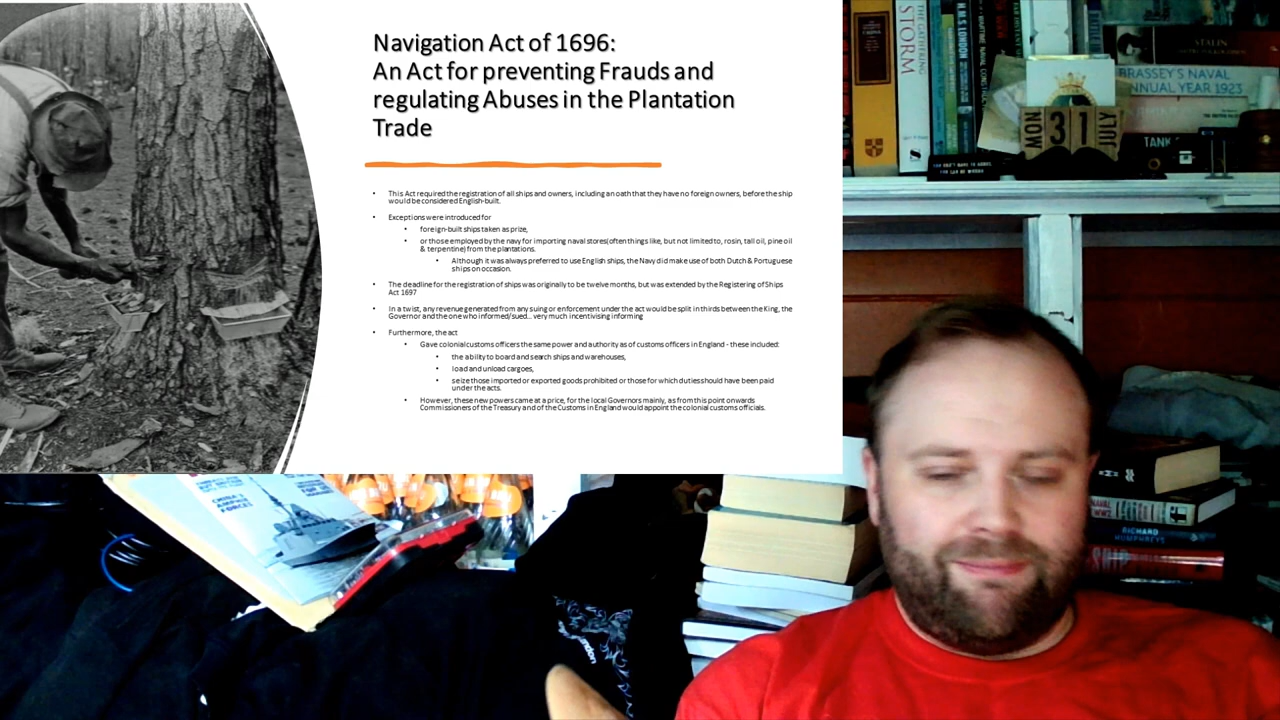 Navigation Act of 1696:
An Act for preventing Frauds and
regulating Abuses in the Plantation
Trade
• This Act required the registration of all ships and owners, including an oath that they have no foreign owners, before the ship
would be considered English-built.
• Exceptions were introduced for
• foreign-built ships taken as prize,
• or those employed by the navy for importing naval stores(often things like, but not limited to, rosin, tall oil, pine oil
& terpentine) from the plantations.
• Although it was always preferred to use English ships, the Navy did make use of both Dutch & Portuguese
ships on occasion.
• The deadline for the registration of ships was originally to be twelve months, but was extended by the Registering of Ships
Act 1697
• In a twist, any revenue generated from any suing or enforcement under the act would be split in thirds between the King, the
Governor and the one who informed/sued... very much incentivising informing
• Furthermore, the act
• Gave colonial customs officers the same power and authority as of customs officers in England - these included:
• the ability to board and search ships and warehouses,
• load and unload cargoes,
• seize those imported or exported goods prohibited or those for which duties should have been paid
under the acts.
• However, these new powers came at a price, for the local Governors mainly, as from this point onwards
Commissioners of the Treasury and of the Customs in England would appoint the colonial customs officials.
THE GATHERING
STORM
H.M.S. LONDON
STALIN
BRASSEY'S NAVAL
ANNUAL YEAR 1923
MON 31 JULY
TANK
RICHARD
HUMPHREYS
CHINA'S
FORCE